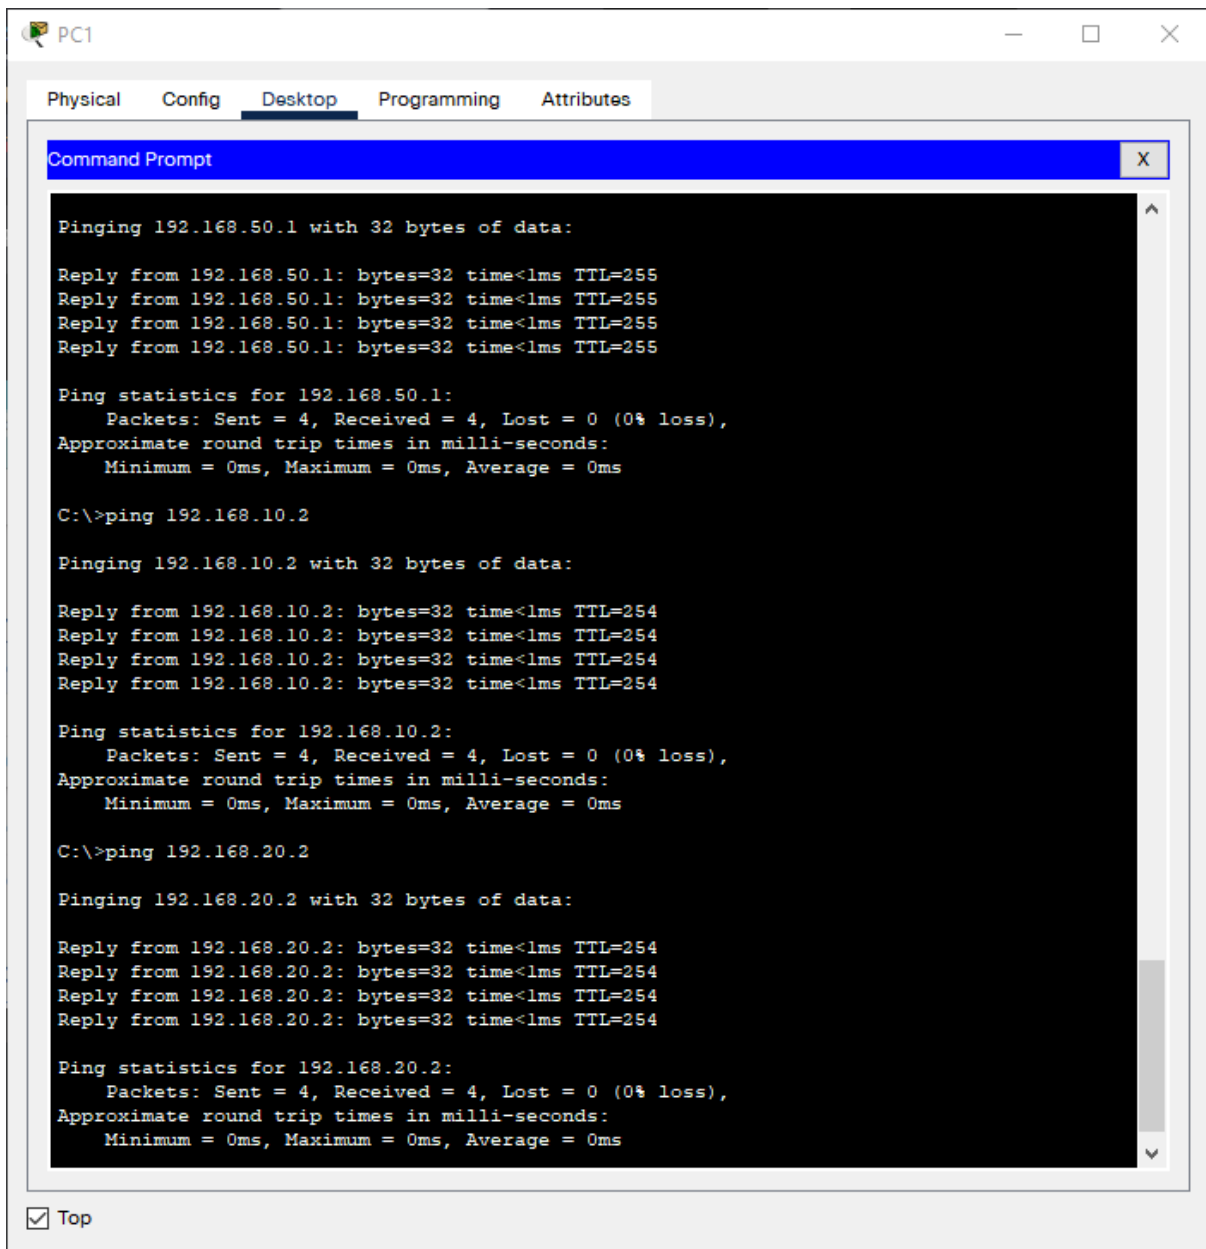 PC1
Physical Config Desktop Programming Attributes
Command Prompt X
Pinging 192.168.50.1 with 32 bytes of data:
Reply from 192.168.50.1: bytes=32 time<1ms TTL=255
Reply from 192.168.50.1: bytes=32 time<1ms TTL=255
Reply from 192.168.50.1: bytes=32 time<1ms TTL=255
Reply from 192.168.50.1: bytes=32 time<1ms TTL=255
Ping statistics for 192.168.50.1:
Packets: Sent = 4, Received = 4, Lost = 0 (0% loss),
Approximate round trip times in milli-seconds:
Minimum = 0ms, Maximum = 0ms, Average = 0ms
C:\>ping 192.168.10.2
Pinging 192.168.10.2 with 32 bytes of data:
Reply from 192.168.10.2: bytes=32 time<1ms TTL=254
Reply from 192.168.10.2: bytes=32 time<1ms TTL=254
Reply from 192.168.10.2: bytes=32 time<1ms TTL=254
Reply from 192.168.10.2: bytes=32 time<1ms TTL=254
Ping statistics for 192.168.10.2:
Packets: Sent = 4, Received = 4, Lost = 0 (0% loss),
Approximate round trip times in milli-seconds:
Minimum = 0ms, Maximum = 0ms, Average = 0ms
C:\>ping 192.168.20.2
Pinging 192.168.20.2 with 32 bytes of data:
Reply from 192.168.20.2: bytes=32 time<1ms TTL=254
Reply from 192.168.20.2: bytes=32 time<1ms TTL=254
Reply from 192.168.20.2: bytes=32 time<1ms TTL=254
Reply from 192.168.20.2: bytes=32 time<1ms TTL=254
Ping statistics for 192.168.20.2:
Packets: Sent = 4, Received = 4, Lost = 0 (0% loss),
Approximate round trip times in milli-seconds:
Minimum = 0ms, Maximum = 0ms, Average = 0ms
Top